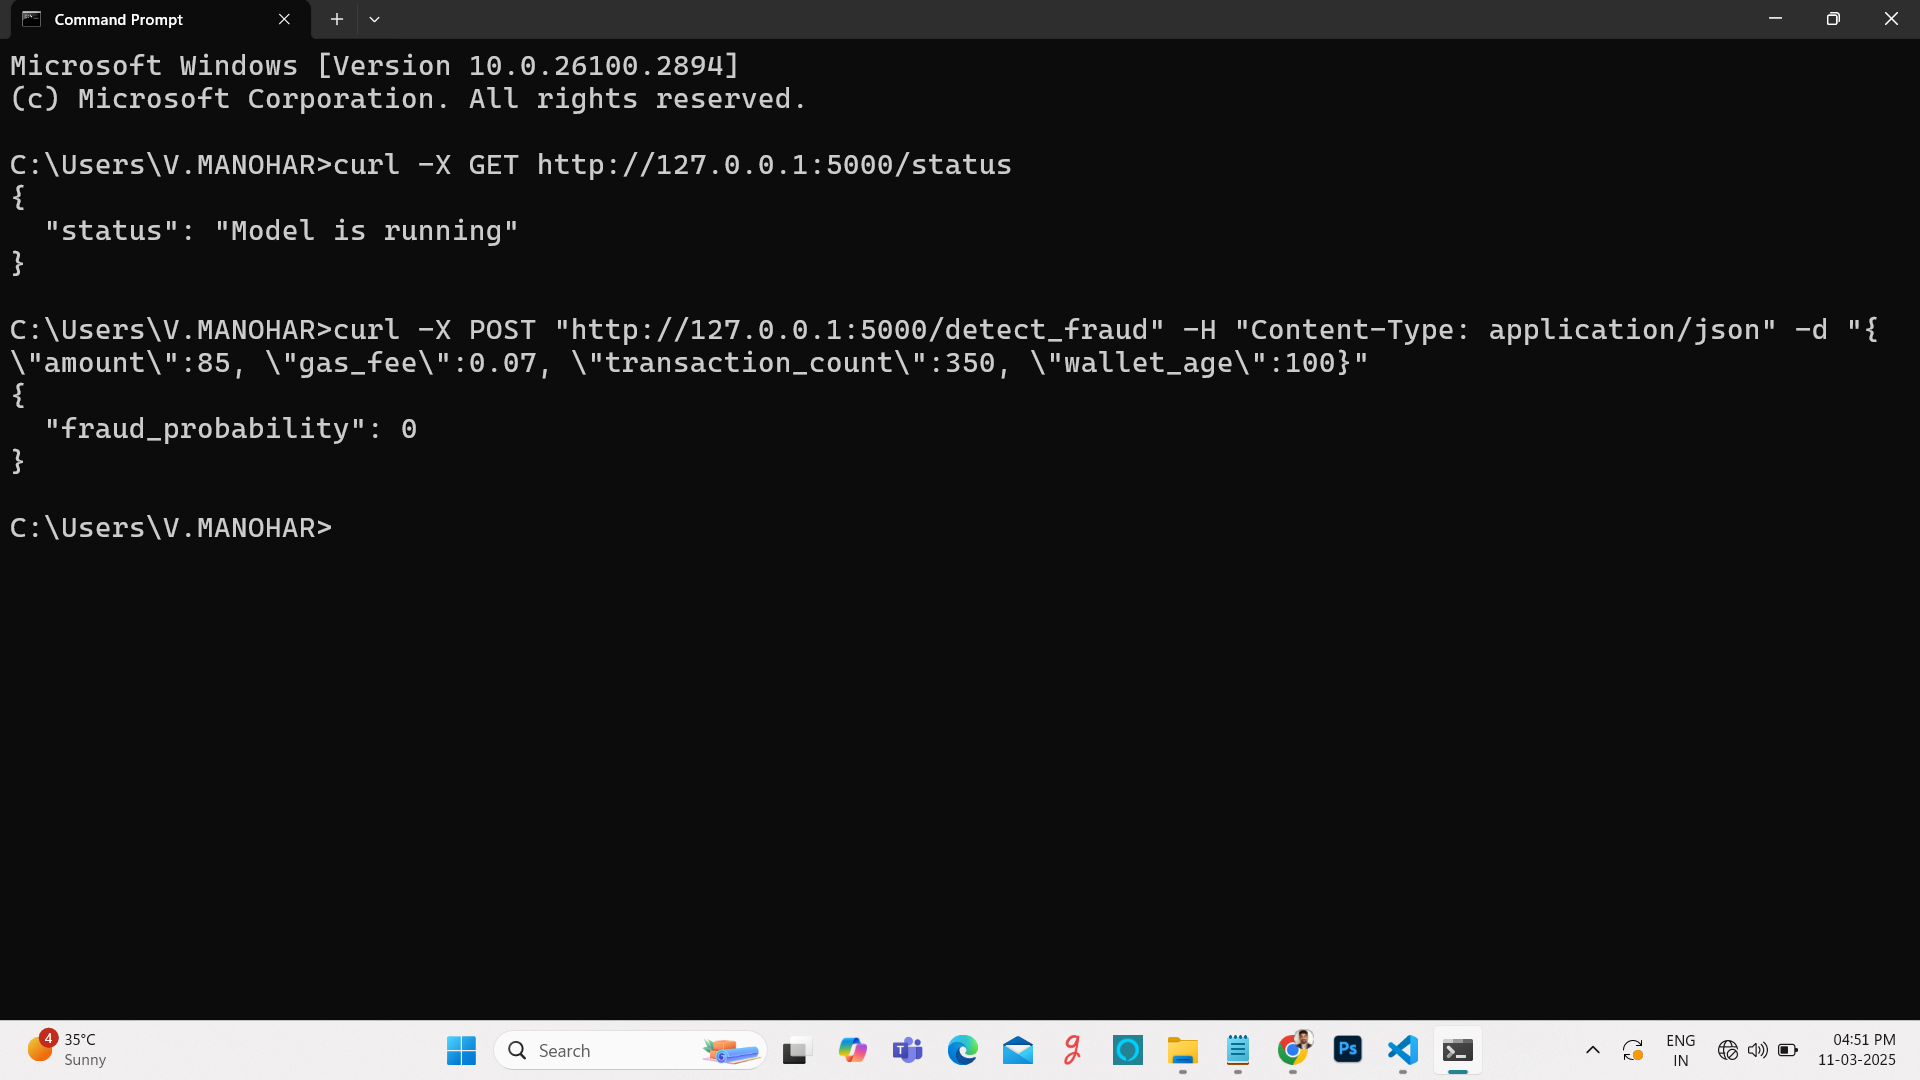 Command Prompt
Microsoft Windows [Version 10.0.26100.2894]
(c) Microsoft Corporation. All rights reserved.
C:\Users\V.MANOHAR>curl -X GET http://127.0.0.1:5000/status
{
  "status": "Model is running"
}
C:\Users\V.MANOHAR>curl -X POST "http://127.0.0.1:5000/detect_fraud" -H "Content-Type: application/json" -d "{
\"amount\":85, \"gas_fee\":0.07, \"transaction_count\":350, \"wallet_age\":100}"
{
  "fraud_probability": 0
}
C:\Users\V.MANOHAR>
4
35°C
Sunny
Search
T
g
Ps
ENG
IN
04:51 PM
11-03-2025